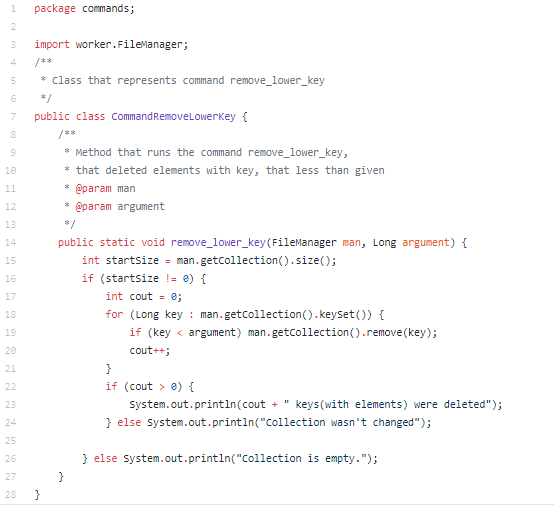 1 package commands;
2
3 import worker.FileManager;
4 /**
5  * Class that represents command remove_lower_key
6  */
7 public class CommandRemoveLowerKey {
8     /**
9      * Method that runs the command remove_lower_key,
10      * that deleted elements with key, that less than given
11      * @param man
12      * @param argument
13      */
14     public static void remove_lower_key(FileManager man, Long argument) {
15         int startSize = man.getCollection().size();
16         if (startSize != 0) {
17             int cout = 0;
18             for (Long key : man.getCollection().keySet()) {
19                 if (key < argument) man.getCollection().remove(key);
20                 cout++;
21             }
22             if (cout > 0) {
23                 System.out.println(cout + " keys(with elements) were deleted");
24             } else System.out.println("Collection wasn't changed");
25
26         } else System.out.println("Collection is empty.");
27     }
28 }